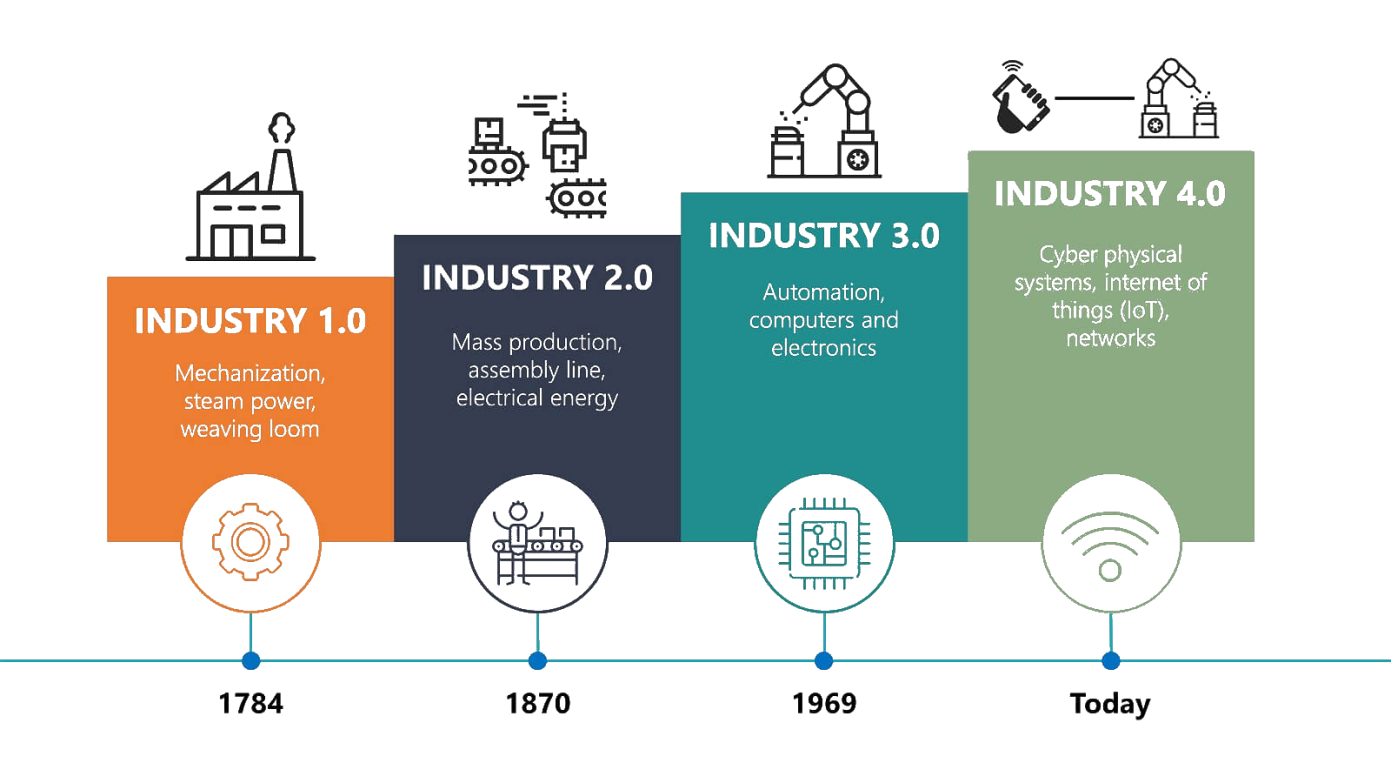 INDUSTRY 1.0
Mechanization,
steam power,
weaving loom
1784
INDUSTRY 2.0
Mass production,
assembly line,
electrical energy
1870
INDUSTRY 3.0
Automation,
computers and
electronics
1969
INDUSTRY 4.0
Cyber physical
systems, internet of
things (IoT),
networks
Today